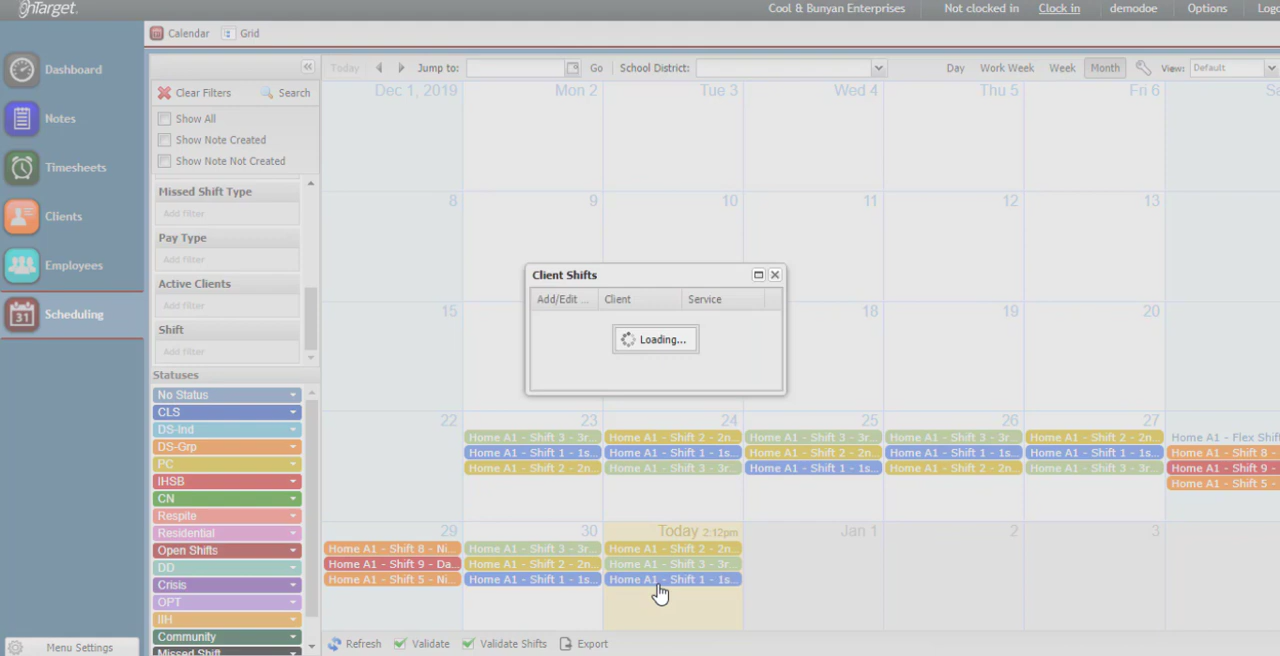 OnTarget.
Cool & Bunyan Enterprises Not clocked in Clock in demodoe Options Logo
Calendar Grid
Dashboard
Notes
Timesheets
Clients
Employees
31 Scheduling
Menu Settings
Clear Filters Search
Show All
Show Note Created
Show Note Not Created
Missed Shift Type
Add filter
Pay Type
Add filter
Active Clients
Add filter
Shift
Add filter
Statuses
No Status
CLS
DS-Ind
DS-Grp
PC
IHSB
CN
Respite
Residential
Open Shifts
DD
Crisis
OPT
IIH
Community
Missed Shift
Today Jump to: Go School District: Day Work Week Week Month View: Default
Dec 1, 2019 Mon 2 Tue 3 Wed 4 Thu 5 Fri 6 Sa
8 9 10 11 12 13
Client Shifts
Add/Edit ... Client Service
Loading...
15 18 19 20
22 23 24 25 26 27
Home A1 - Shift 3 - 3r... Home A1 - Shift 2 - 2n... Home A1 - Shift 3 - 3r... Home A1 - Shift 3 - 3r... Home A1 - Shift 2 - 2n... Home A1 - Flex Shift
Home A1 - Shift 1 - 1s... Home A1 - Shift 2 - 2n... Home A1 - Shift 1 - 1s... Home A1 - Shift 8 -
Home A1 - Shift 2 - 2n... Home A1 - Shift 3 - 3r... Home A1 - Shift 1 - 1s... Home A1 - Shift 2 - 2n... Home A1 - Shift 3 - 3r... Home A1 - Shift 9 -
Home A1 - Shift 5 -
29 30 Today 2:12pm Jan 1 2 3
Home A1 - Shift 8 - Ni... Home A1 - Shift 3 - 3r... Home A1 - Shift 2 - 2n...
Home A1 - Shift 9 - Da... Home A1 - Shift 2 - 2n... Home A1 - Shift 3 - 3r...
Home A1 - Shift 5 - Ni... Home A1 - Shift 1 - 1s... Home A1 - Shift 1 - 1s...
Refresh Validate Validate Shifts Export